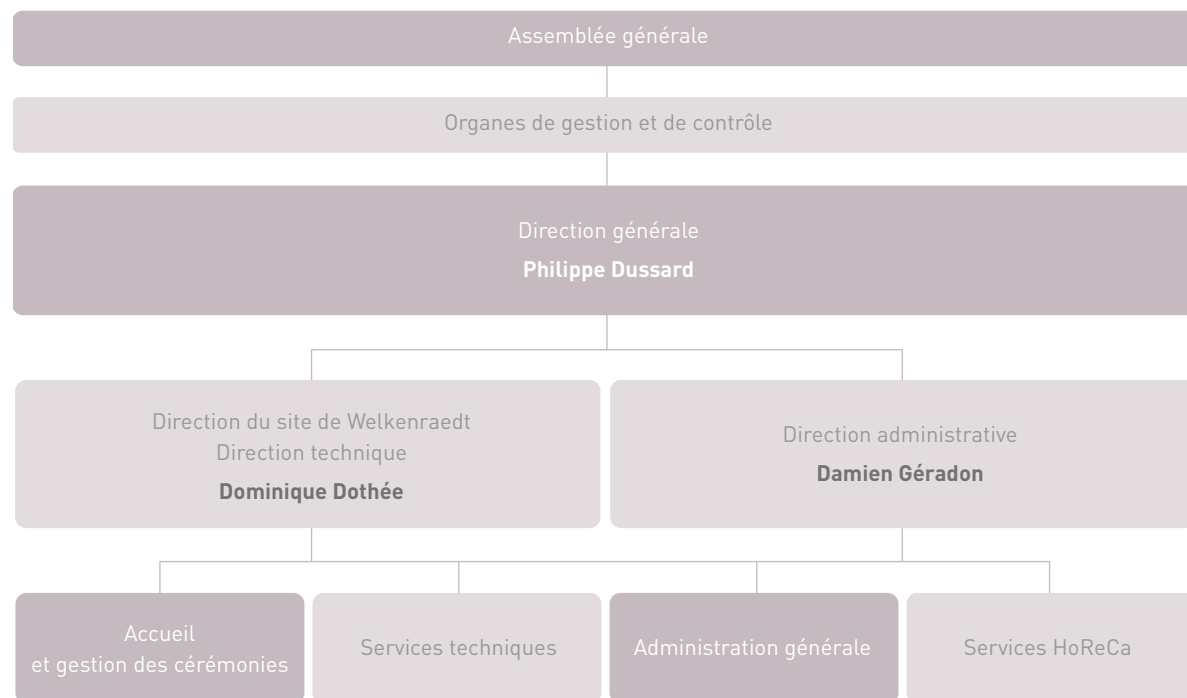 Assemblée générale
Organes de gestion et de contrôle
Direction générale
Philippe Dussard
Direction du site de Welkenraedt
Direction technique
Dominique Dothée
Direction administrative
Damien Géradon
Accueil
et gestion des cérémonies
Services techniques
Administration générale
Services HoReCa